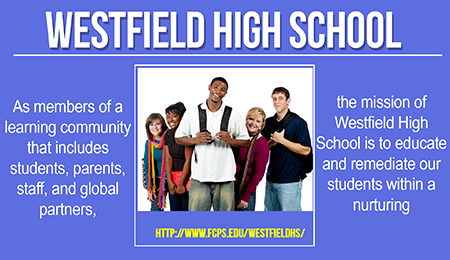 WESTFIELD HIGH SCHOOL
As members of a
learning community
that includes
students, parents,
staff, and global
partners,
the mission of
Westfield High
School is to educate
and remediate our
students within a
nurturing
HTTP://WWW.FCPS.EDU/WESTFIELDHS/